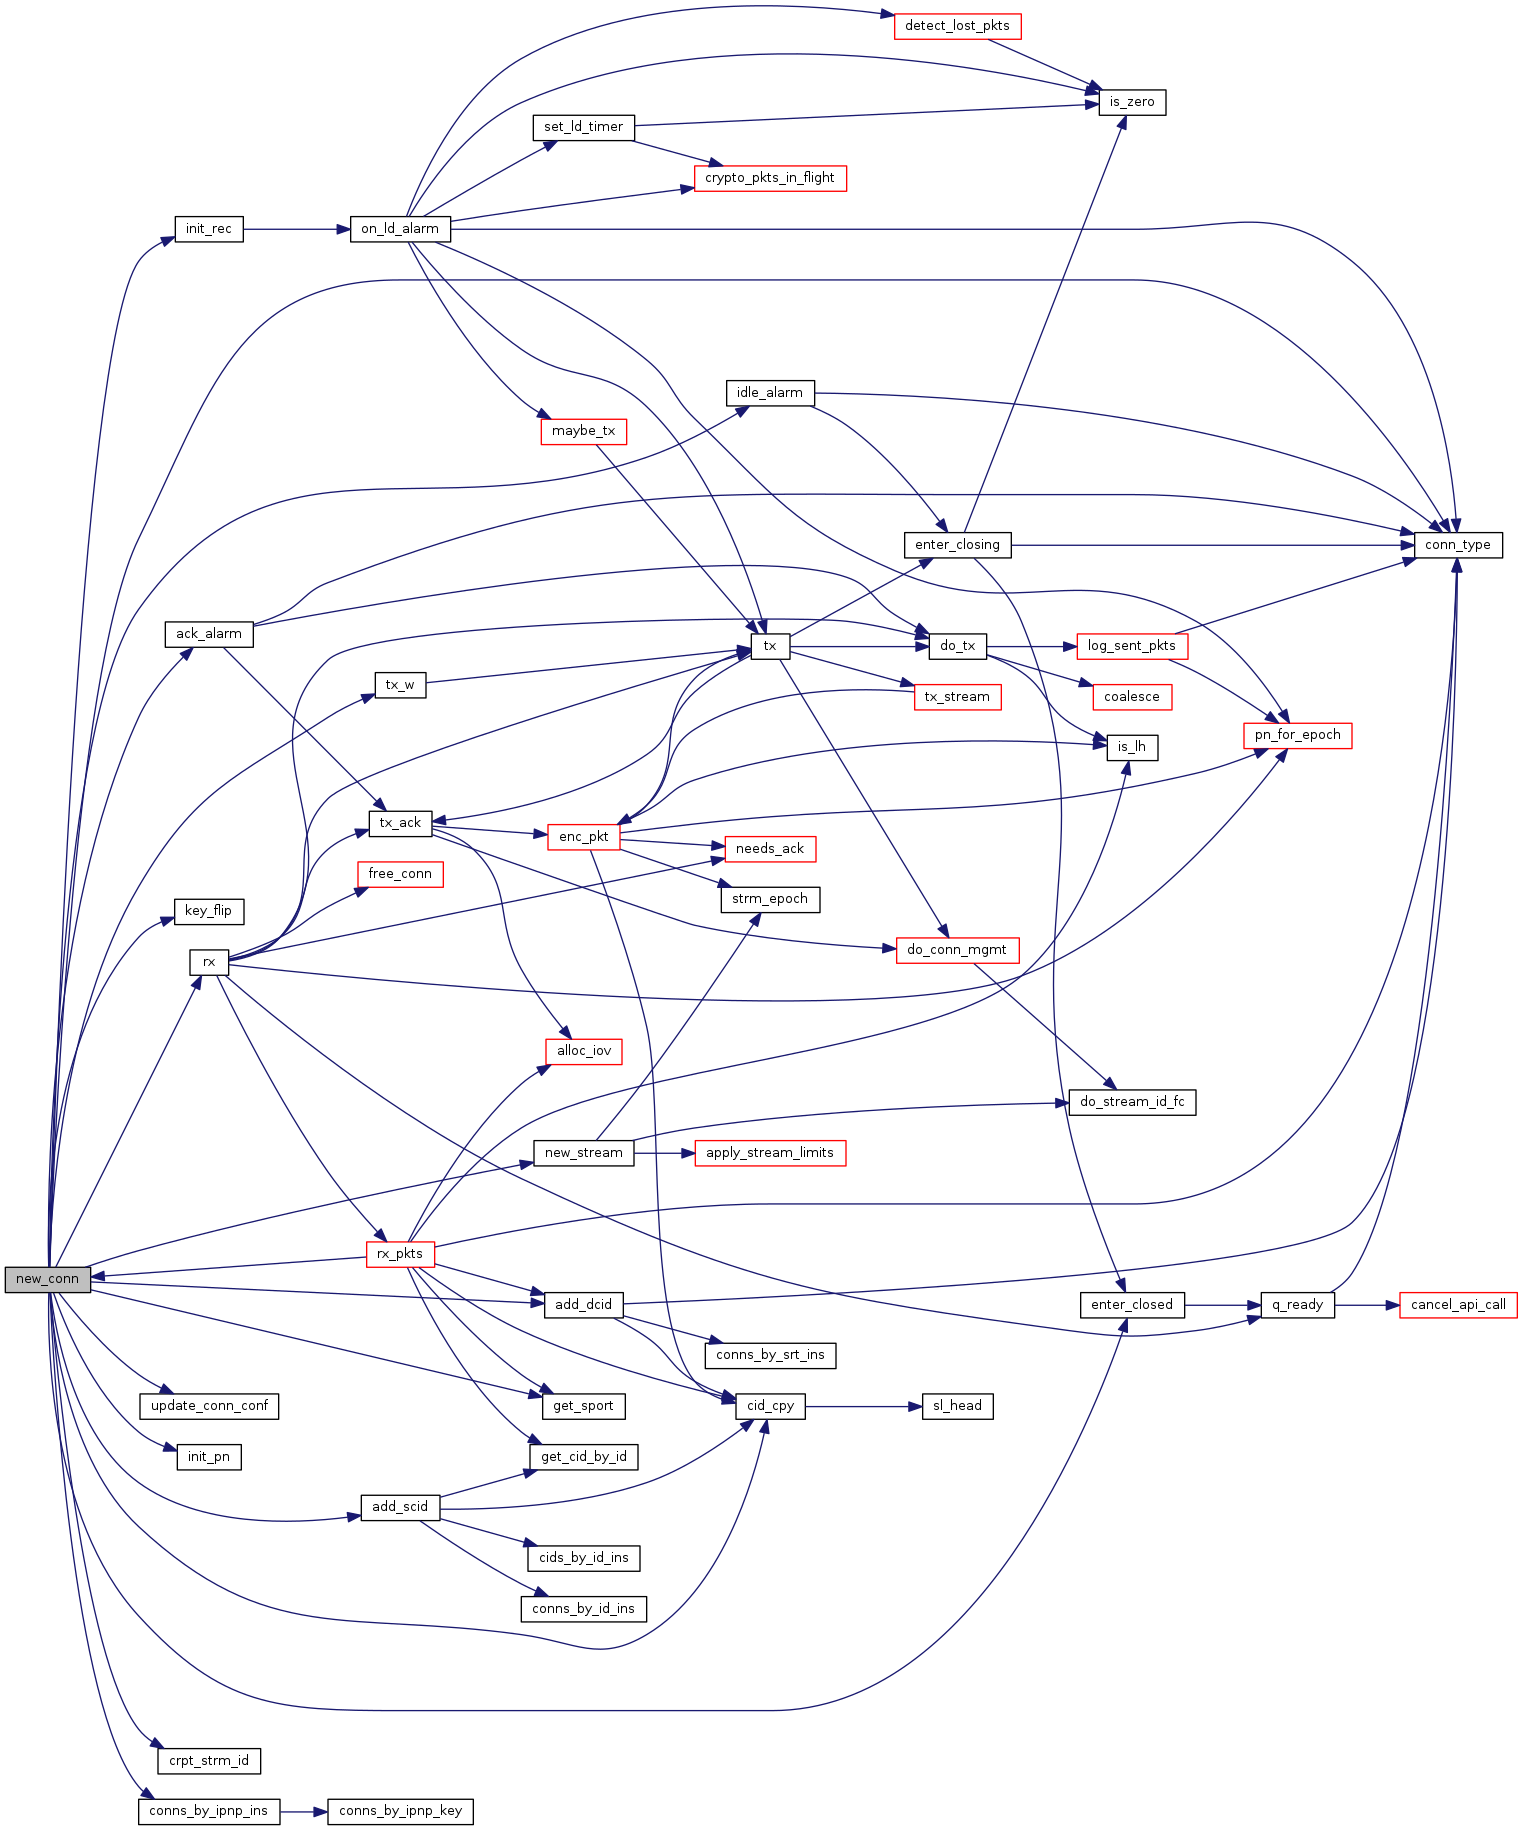 detect_lost_pkts
is_zero
set_ld_timer
crypto_pkts_in_flight
init_rec
on_ld_alarm
idle_alarm
maybe_tx
enter_closing
conn_type
ack_alarm
tx
do_tx
log_sent_pkts
tx_w
tx_stream
coalesce
pn_for_epoch
is_lh
tx_ack
enc_pkt
needs_ack
free_conn
strm_epoch
key_flip
do_conn_mgmt
rx
alloc_iov
do_stream_id_fc
new_stream
apply_stream_limits
rx_pkts
new_conn
add_dcid
enter_closed
q_ready
cancel_api_call
conns_by_srt_ins
update_conn_conf
get_sport
cid_cpy
sl_head
init_pn
get_cid_by_id
add_scid
cids_by_id_ins
conns_by_id_ins
crpt_strm_id
conns_by_ipnp_ins
conns_by_ipnp_key